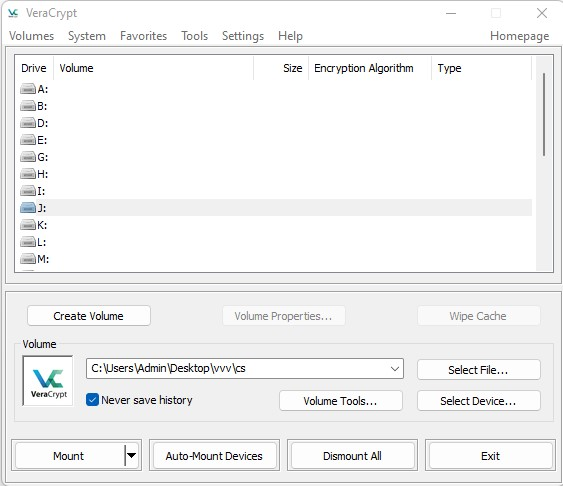 VeraCrypt
Volumes System Favorites Tools Settings Help Homepage
Drive Volume Size Encryption Algorithm Type
A:
B:
D:
E:
G:
H:
I:
J:
K:
L:
M:
Create Volume Volume Properties... Wipe Cache
Volume
C:\Users\Admin\Desktop\vvv\cs Select File...
VeraCrypt
Never save history Volume Tools... Select Device...
Mount Auto-Mount Devices Dismount All Exit